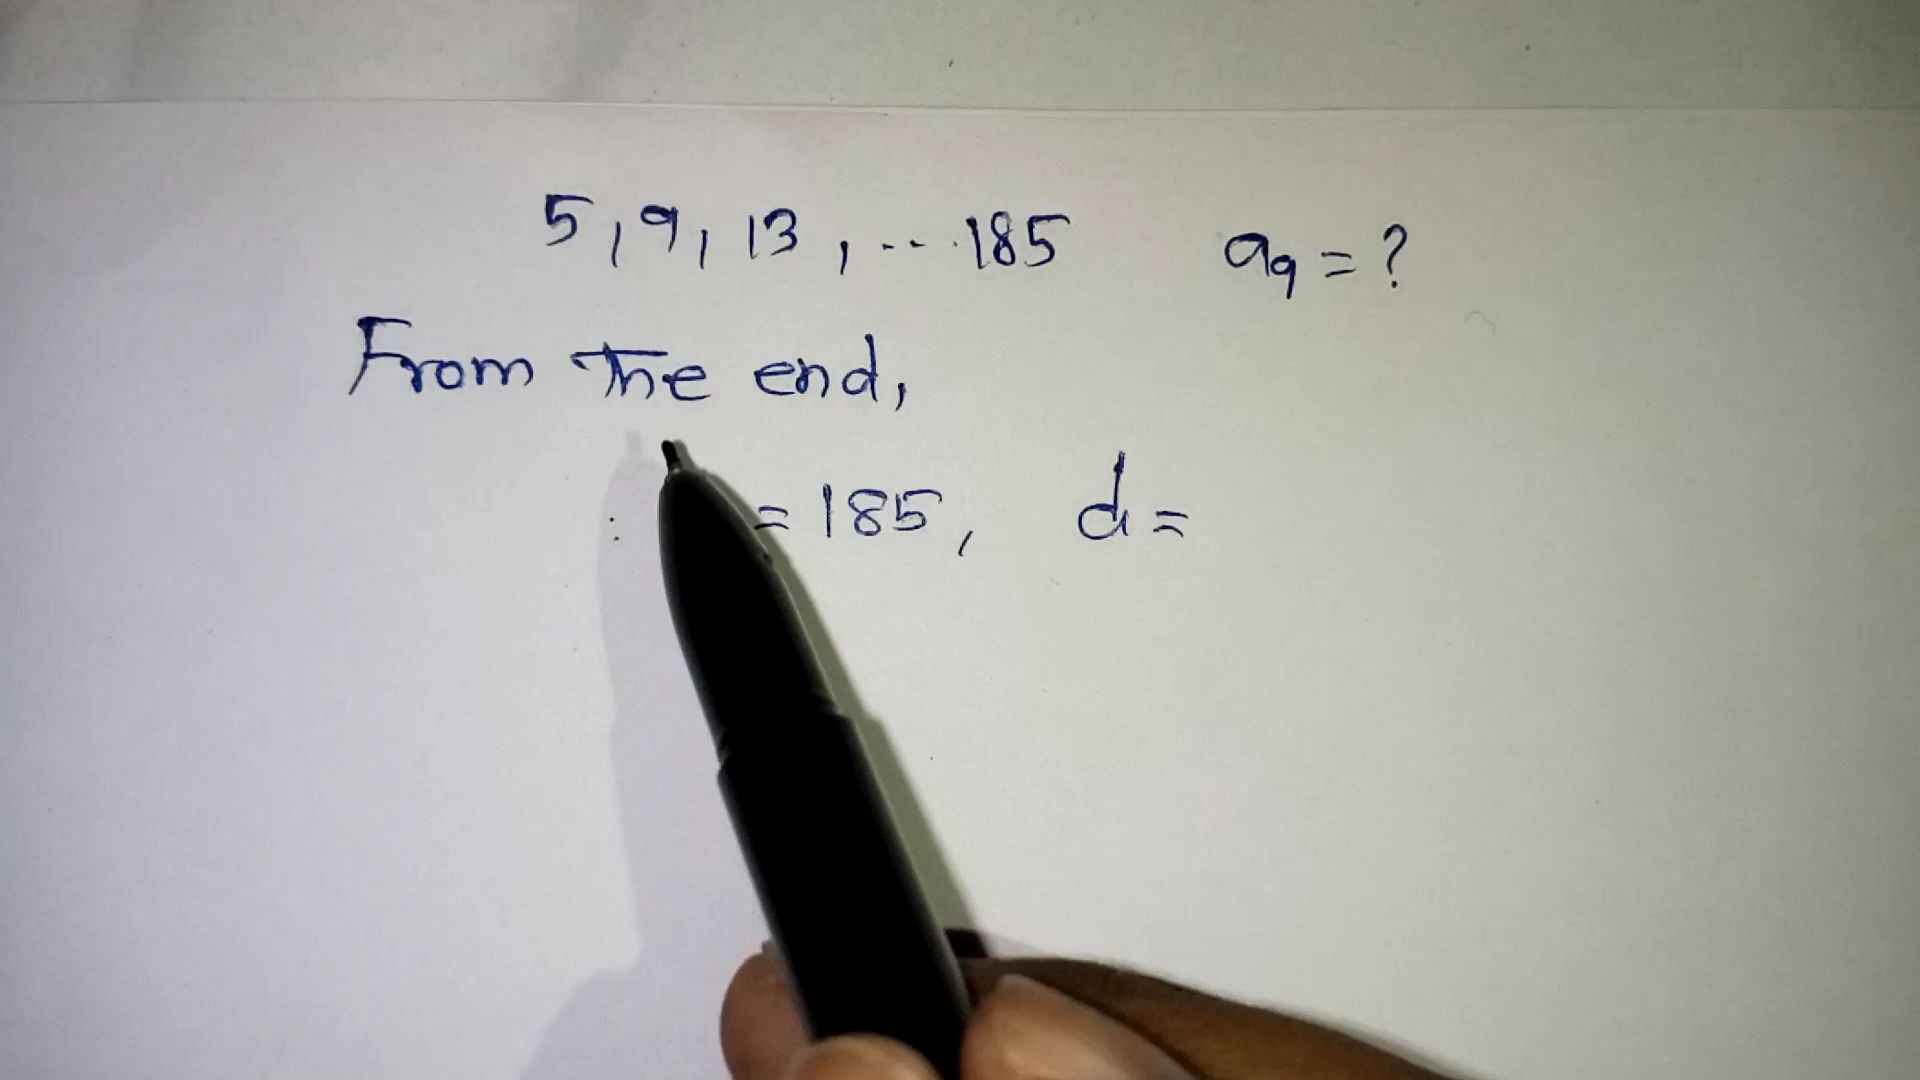 5, 9, 13, ... 185 a₉ = ?
From the end,
= 185, d =